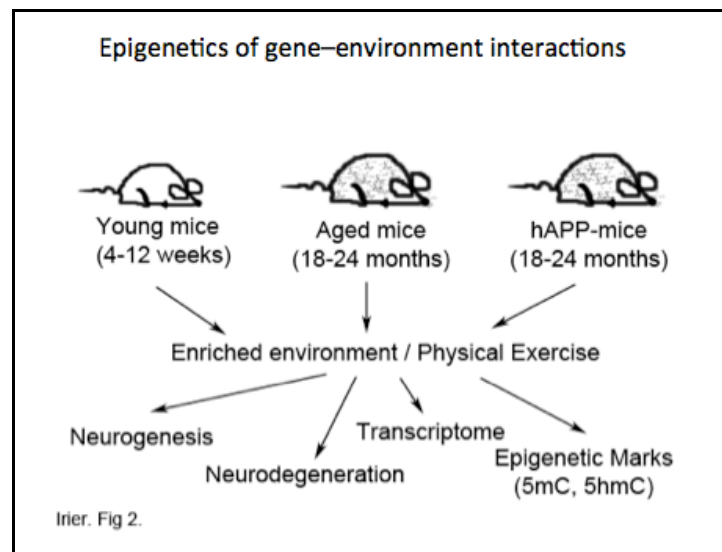 Epigenetics of gene–environment interactions
Young mice
(4-12 weeks)
Aged mice
(18-24 months)
hAPP-mice
(18-24 months)
Enriched environment / Physical Exercise
Neurogenesis
Neurodegeneration
Transcriptome
Epigenetic Marks
(5mC, 5hmC)
Irier. Fig 2.